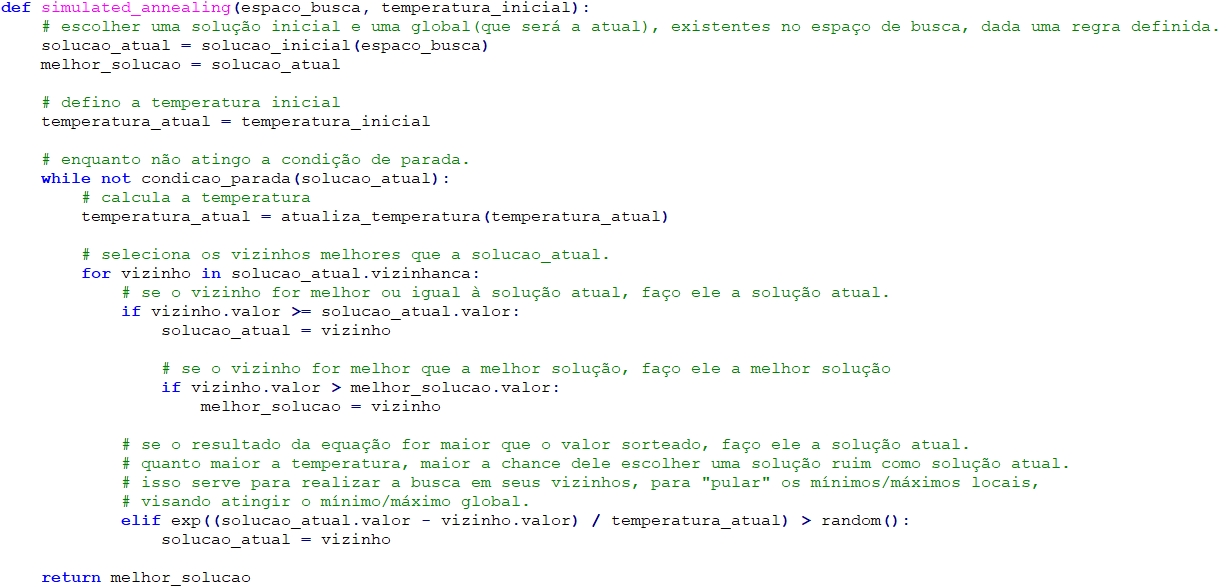 def simulated_annealing(espaco_busca, temperatura_inicial):
    # escolher uma solução inicial e uma global(que será a atual), existentes no espaço de busca, dada uma regra definida.
    solucao_atual = solucao_inicial(espaco_busca)
    melhor_solucao = solucao_atual

    # defino a temperatura inicial
    temperatura_atual = temperatura_inicial

    # enquanto não atingo a condição de parada.
    while not condicao_parada(solucao_atual):
        # calcula a temperatura
        temperatura_atual = atualiza_temperatura(temperatura_atual)

        # seleciona os vizinhos melhores que a solucao_atual.
        for vizinho in solucao_atual.vizinhanca:
            # se o vizinho for melhor ou igual à solução atual, faço ele a solução atual.
            if vizinho.valor >= solucao_atual.valor:
                solucao_atual = vizinho

                # se o vizinho for melhor que a melhor solução, faço ele a melhor solução
                if vizinho.valor > melhor_solucao.valor:
                    melhor_solucao = vizinho

            # se o resultado da equação for maior que o valor sorteado, faço ele a solução atual.
            # quanto maior a temperatura, maior a chance dele escolher uma solução ruim como solução atual.
            # isso serve para realizar a busca em seus vizinhos, para "pular" os mínimos/máximos locais,
            # visando atingir o mínimo/máximo global.
            elif exp((solucao_atual.valor - vizinho.valor) / temperatura_atual) > random():
                solucao_atual = vizinho

    return melhor_solucao